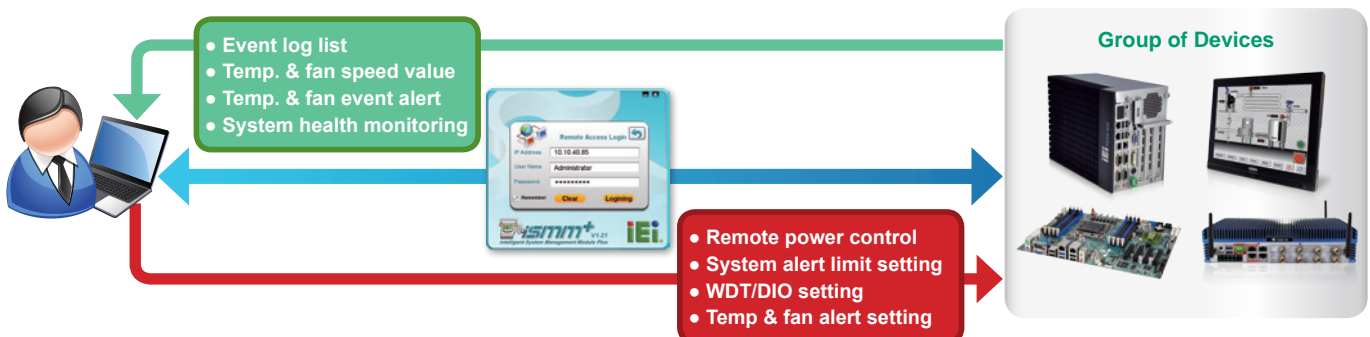 ● Event log list
● Temp. & fan speed value
● Temp. & fan event alert
● System health monitoring
Group of Devices
Remote Access Login
IP Address 10.10.40.85
User Name Administrator
Password *********
Remember Clear Logining
iSMM+ V1.21
Intelligent System Management Module Plus
iEi
● Remote power control
● System alert limit setting
● WDT/DIO setting
● Temp & fan alert setting